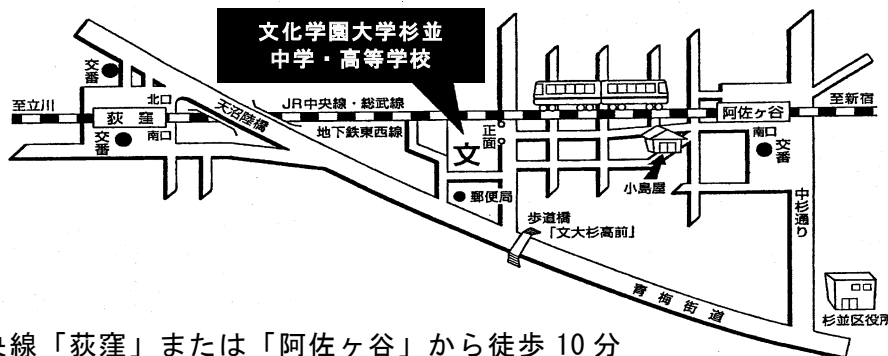 文化学園大学杉並
中学・高等学校
交番
至立川
荻窪
北口
南口
交番
天沼陸橋
JR中央線・総武線
地下鉄東西線
文
正面
阿佐ヶ谷
至新宿
南口
交番
小島屋
郵便局
歩道橋
「文大杉高前」
中杉通り
青梅街道
杉並区役所
央線「荻窪」または「阿佐ヶ谷」から徒歩 10 分